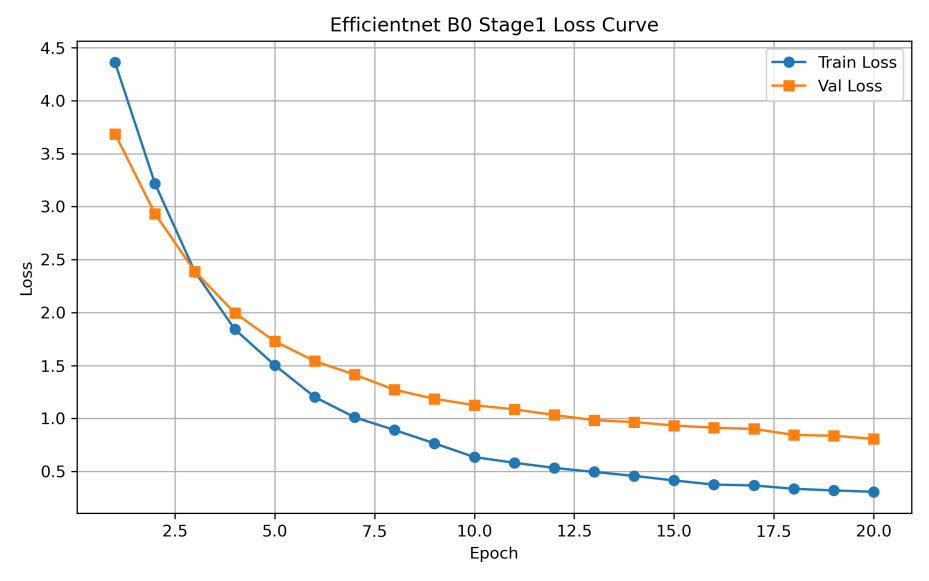 Efficientnet B0 Stage1 Loss Curve
Train Loss
Val Loss
4.5
4.0
3.5
3.0
2.5
2.0
1.5
1.0
0.5
Loss
2.5 5.0 7.5 10.0 12.5 15.0 17.5 20.0
Epoch